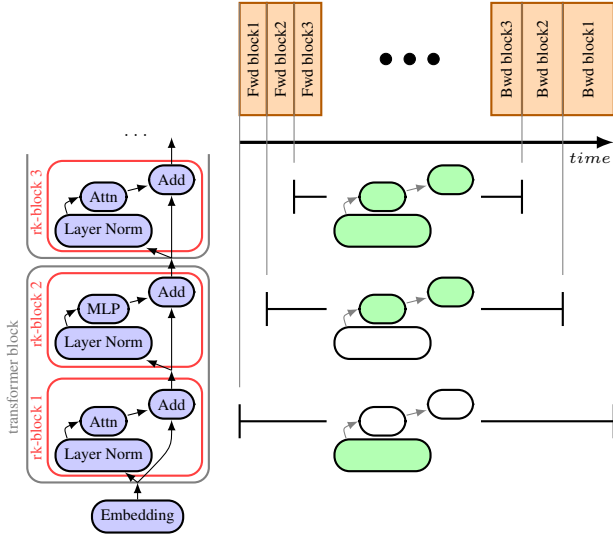 Fwd block1
Fwd block2
Fwd block3
Bwd block3
Bwd block2
Bwd block1
time
. . .
transformer block
rk-block 3
Attn
Add
Layer Norm
rk-block 2
MLP
Add
Layer Norm
rk-block 1
Attn
Add
Layer Norm
Embedding